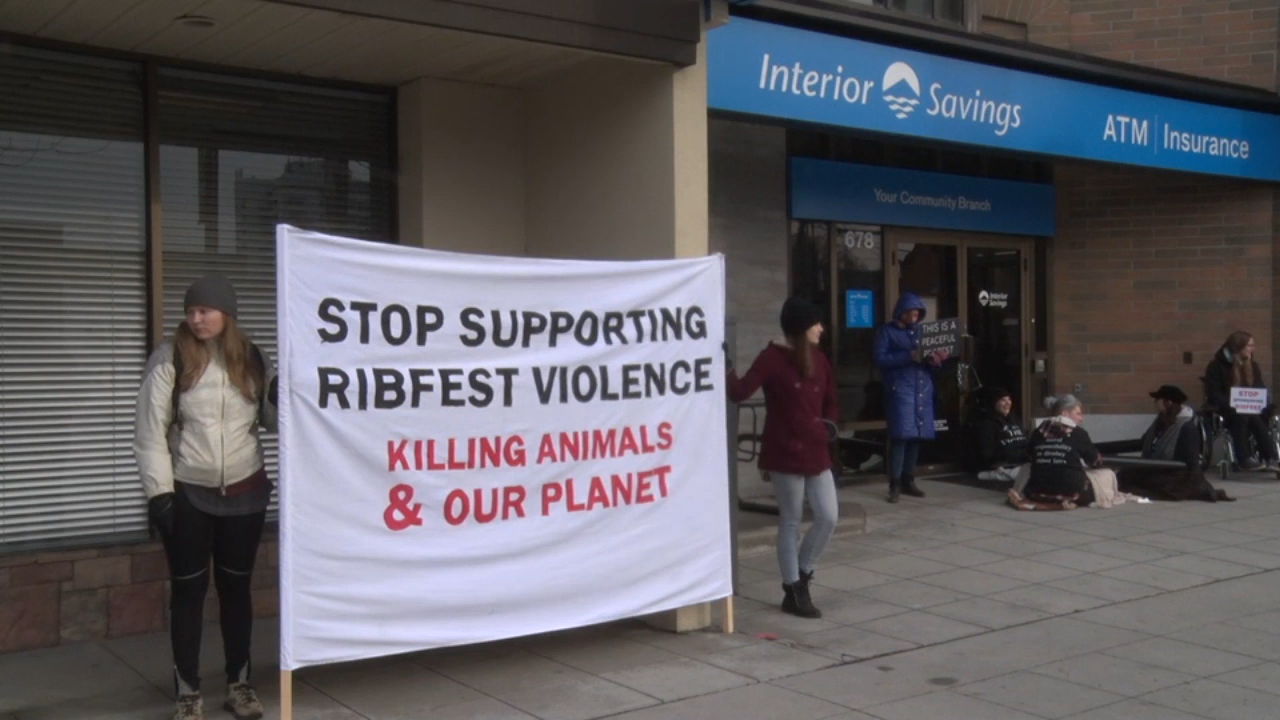 Interior Savings
ATM | Insurance
Your Community Branch
678
Interior
Savings
STOP SUPPORTING
RIBFEST VIOLENCE
KILLING ANIMALS
& OUR PLANET
THIS IS A
PEACEFUL
PROTEST
STOP